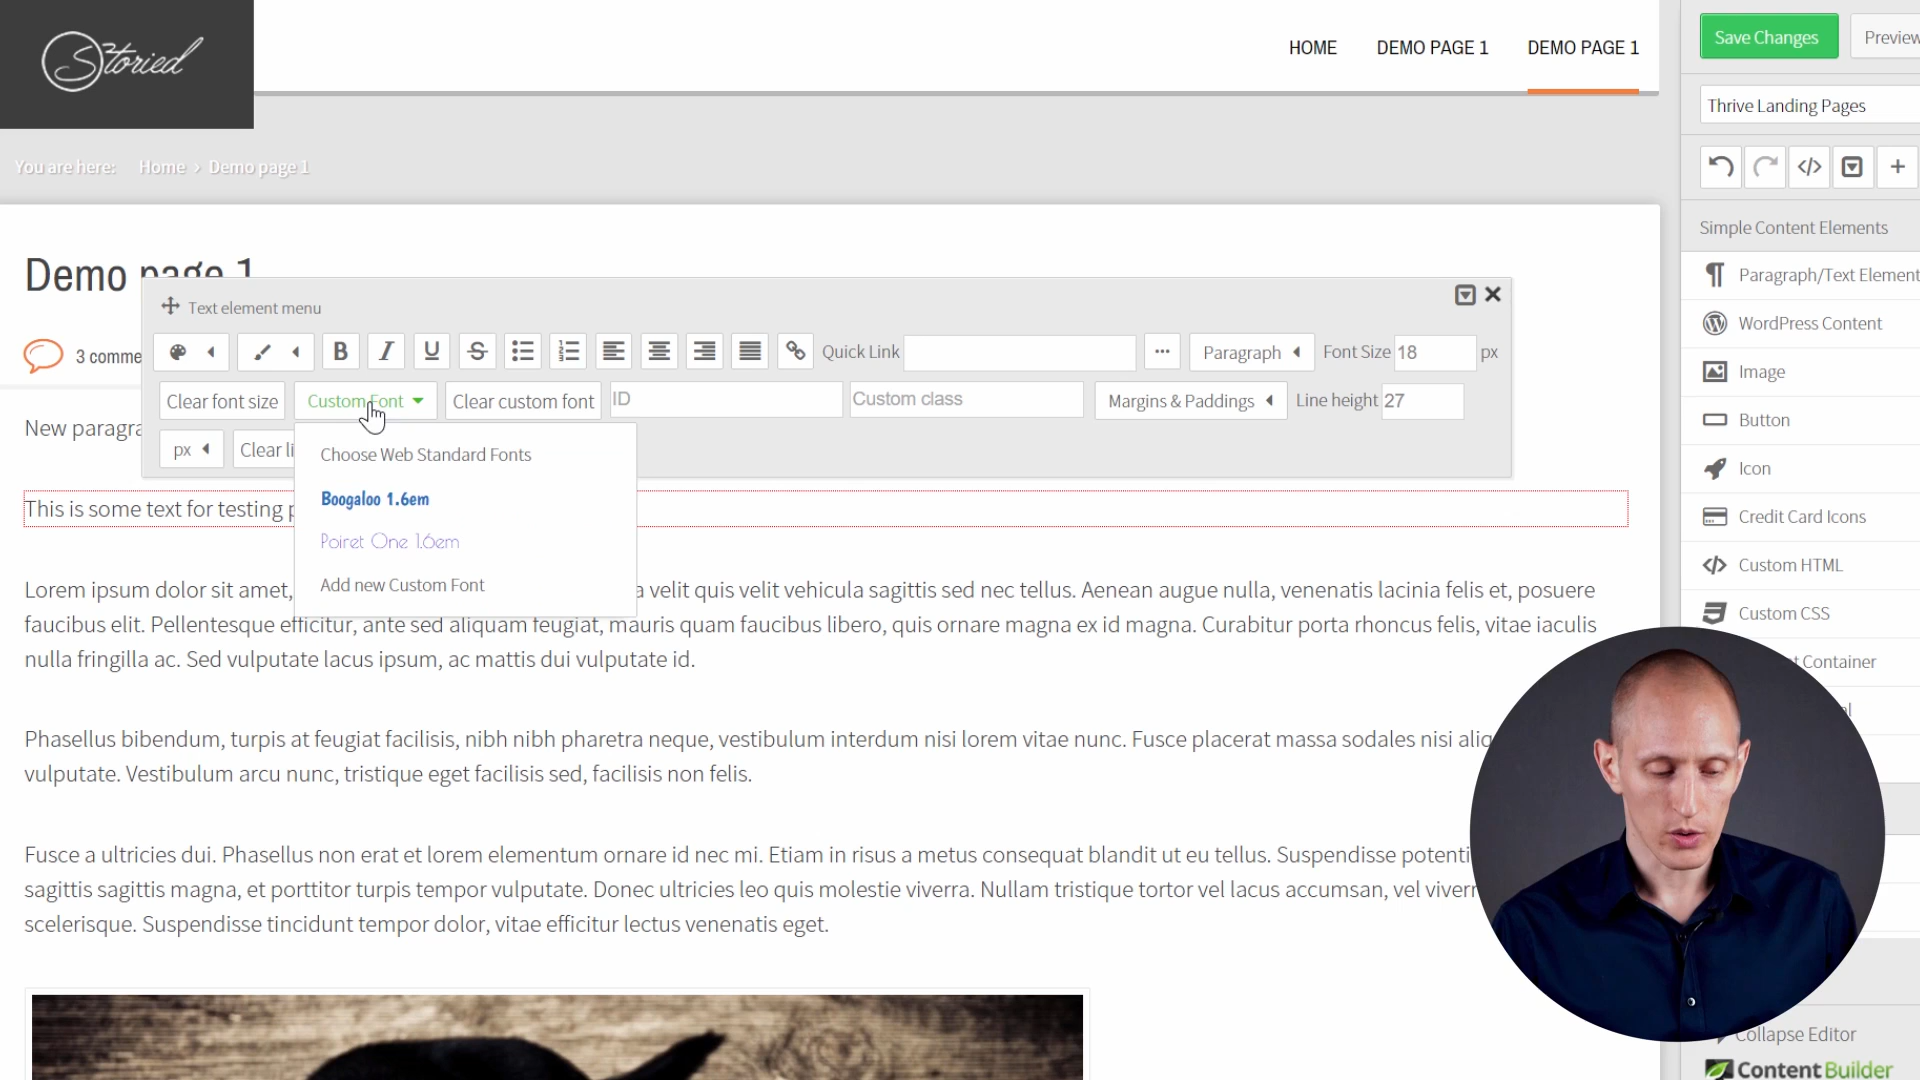 Storied
HOME
DEMO PAGE 1
DEMO PAGE 1
You are here: Home › Demo page 1
Demo page 1
3 comme
Text element menu
B I U S
Quick Link
Paragraph
Font Size 18 px
Clear font size
Custom Font
Clear custom font
ID
Custom class
Margins & Paddings
Line height 27
px
Clear li
Choose Web Standard Fonts
Boogaloo 1.6em
Poiret One 1.6em
Add new Custom Font
New paragra
This is some text for testing p
Lorem ipsum dolor sit amet, a velit quis velit vehicula sagittis sed nec tellus. Aenean augue nulla, venenatis lacinia felis et, posuere
faucibus elit. Pellentesque efficitur, ante sed aliquam feugiat, mauris quam faucibus libero, quis ornare magna ex id magna. Curabitur porta rhoncus felis, vitae iaculis
nulla fringilla ac. Sed vulputate lacus ipsum, ac mattis dui vulputate id.
Phasellus bibendum, turpis at feugiat facilisis, nibh nibh pharetra neque, vestibulum interdum nisi lorem vitae nunc. Fusce placerat massa sodales nisi aliq
vulputate. Vestibulum arcu nunc, tristique eget facilisis sed, facilisis non felis.
Fusce a ultricies dui. Phasellus non erat et lorem elementum ornare id nec mi. Etiam in risus a metus consequat blandit ut eu tellus. Suspendisse potenti
sagittis sagittis magna, et porttitor turpis tempor vulputate. Donec ultricies leo quis molestie viverra. Nullam tristique tortor vel lacus accumsan, vel viverr
scelerisque. Suspendisse tincidunt tempor dolor, vitae efficitur lectus venenatis eget.
Save Changes
Preview
Thrive Landing Pages
Simple Content Elements
Paragraph/Text Element
WordPress Content
Image
Button
Icon
Credit Card Icons
Custom HTML
Custom CSS
t Container
Collapse Editor
Content Builder